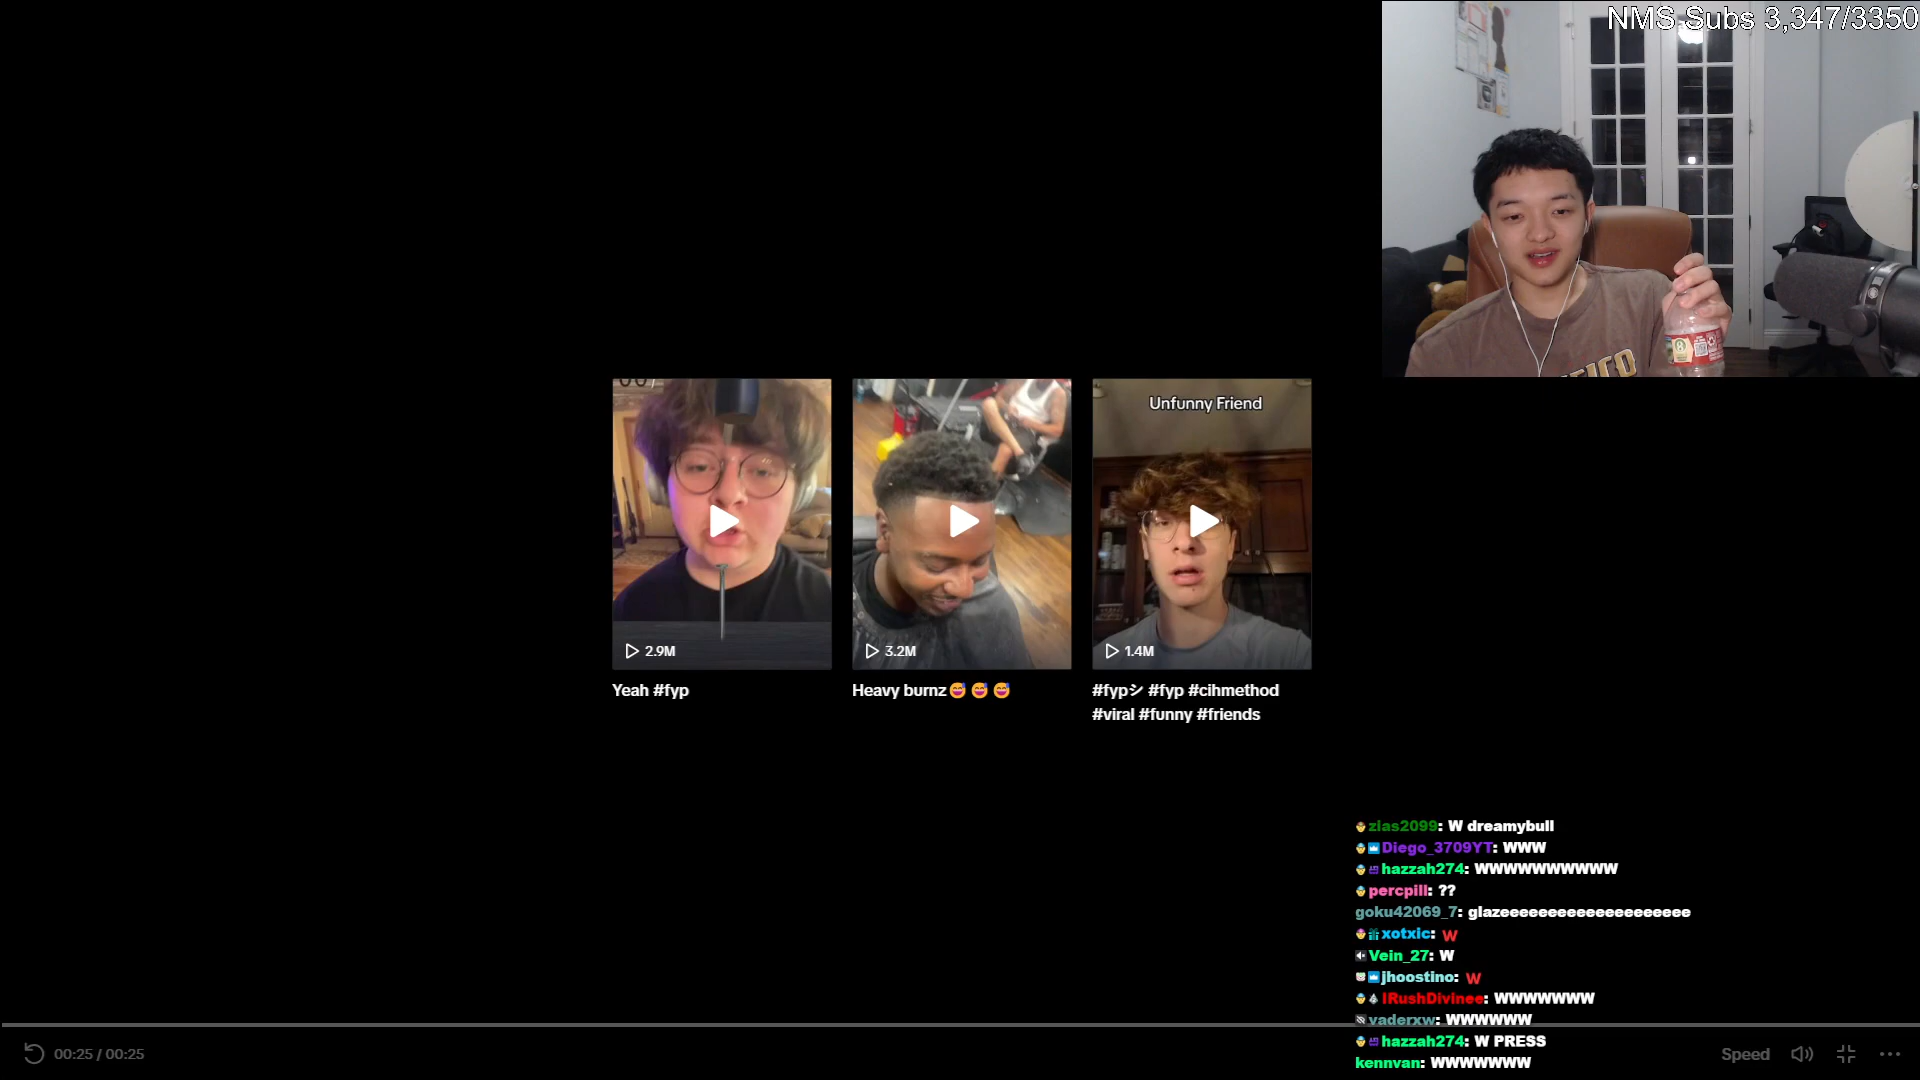 NMS Subs 3,347/3350
Unfunny Friend
2.9M
3.2M
1.4M
Yeah #fyp
Heavy burnz😅 😅 😅
#fypシ #fyp #cihmethod
#viral #funny #friends
zias2099: W dreamybull
Diego_3709YT: WWW
hazzah274: WWWWWWWWWWW
percpill: ??
goku42069_7: glazeeeeeeeeeeeeeeeeeeee
xotxic: W
Vein_27: W
jhoostino: W
IRushDivinee: WWWWWWW
vaderxw: WWWWWW
hazzah274: W PRESS
kennvan: WWWWWWW
00:25 / 00:25
Speed